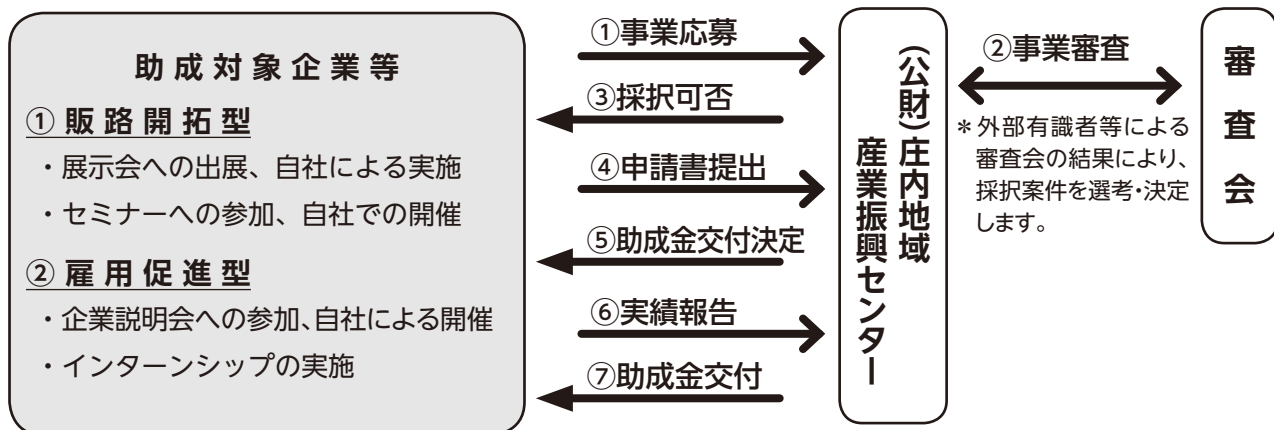 助成対象企業等
① 販路開拓型
・展示会への出展、自社による実施
・セミナーへの参加、自社での開催
② 雇用促進型
・企業説明会への参加、自社による開催
・インターンシップの実施
①事業応募
③採択可否
④申請書提出
⑤助成金交付決定
⑥実績報告
⑦助成金交付
(公財)庄内地域
産業振興センター
②事業審査
＊外部有識者等による
審査会の結果により、
採択案件を選考・決定
します。
審査会